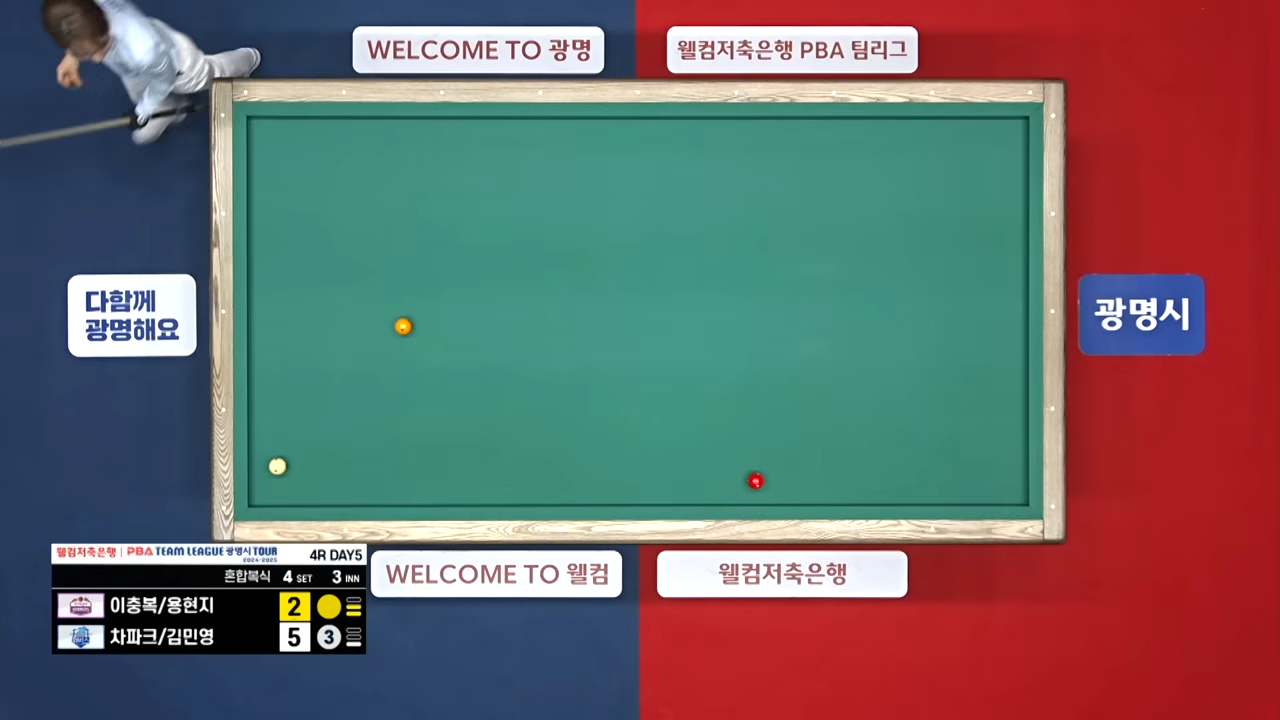 WELCOME TO 광명
웰컴저축은행 PBA 팀리그
다함께
광명해요
광명시
웰컴저축은행 | PBA TEAM LEAGUE 광명시 TOUR
2024-2025
4R DAY5
혼합복식 4 SET 3 INN
이충복/용현지 2
차파크/김민영 5 3
WELCOME TO 웰컴
웰컴저축은행